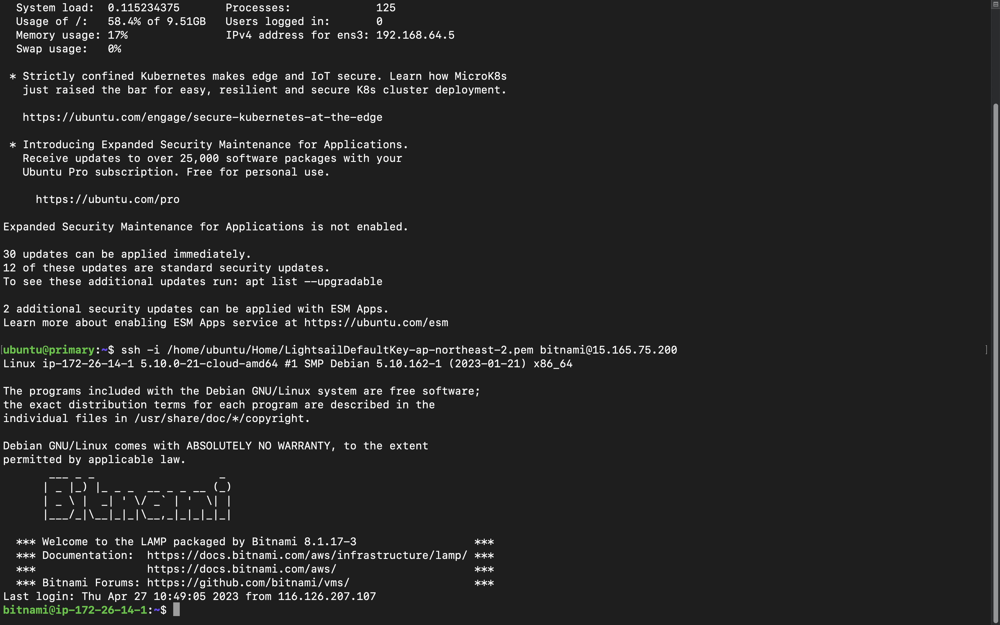 System load:  0.115234375       Processes:             125
  Usage of /:   58.4% of 9.51GB   Users logged in:       0
  Memory usage: 17%               IPv4 address for ens3: 192.168.64.5
  Swap usage:   0%

 * Strictly confined Kubernetes makes edge and IoT secure. Learn how MicroK8s
   just raised the bar for easy, resilient and secure K8s cluster deployment.

   https://ubuntu.com/engage/secure-kubernetes-at-the-edge

 * Introducing Expanded Security Maintenance for Applications.
   Receive updates to over 25,000 software packages with your
   Ubuntu Pro subscription. Free for personal use.

     https://ubuntu.com/pro

Expanded Security Maintenance for Applications is not enabled.

30 updates can be applied immediately.
12 of these updates are standard security updates.
To see these additional updates run: apt list --upgradable

2 additional security updates can be applied with ESM Apps.
Learn more about enabling ESM Apps service at https://ubuntu.com/esm

[ubuntu@primary:~$ ssh -i /home/ubuntu/Home/LightsailDefaultKey-ap-northeast-2.pem bitnami@15.165.75.200 ]
Linux ip-172-26-14-1 5.10.0-21-cloud-amd64 #1 SMP Debian 5.10.162-1 (2023-01-21) x86_64

The programs included with the Debian GNU/Linux system are free software;
the exact distribution terms for each program are described in the
individual files in /usr/share/doc/*/copyright.

Debian GNU/Linux comes with ABSOLUTELY NO WARRANTY, to the extent
permitted by applicable law.
       ___ _ _                   _
      | _ |_) |_ _ _  __ _ _ __ (_)
      | _ \ |  _| ' \/ _` | '  \| |
      |___/_|\__|_|_|\__,_|_|_|_|_|

  *** Welcome to the LAMP packaged by Bitnami 8.1.17-3                  ***
  *** Documentation:  https://docs.bitnami.com/aws/infrastructure/lamp/ ***
  ***                 https://docs.bitnami.com/aws/                     ***
  *** Bitnami Forums: https://github.com/bitnami/vms/                   ***
Last login: Thu Apr 27 10:49:05 2023 from 116.126.207.107
bitnami@ip-172-26-14-1:~$